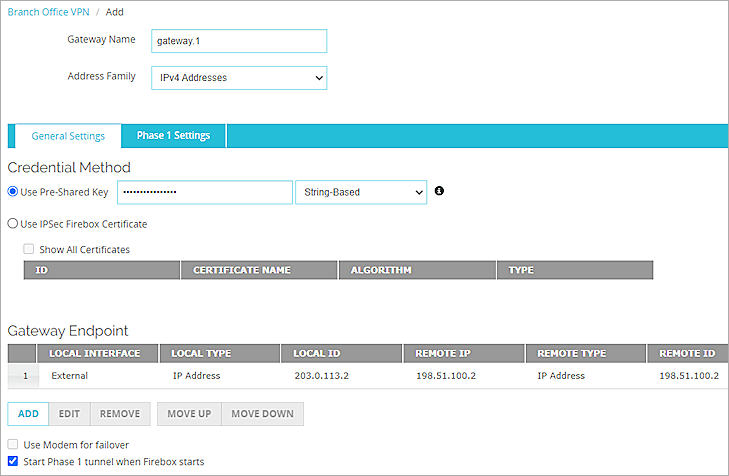 Branch Office VPN / Add
Gateway Name gateway.1
Address Family IPv4 Addresses
General Settings Phase 1 Settings
Credential Method
Use Pre-Shared Key •••••••••••••••• String-Based
Use IPSec Firebox Certificate
Show All Certificates
ID CERTIFICATE NAME ALGORITHM TYPE
Gateway Endpoint
LOCAL INTERFACE LOCAL TYPE LOCAL ID REMOTE IP REMOTE TYPE REMOTE ID
1 External IP Address 203.0.113.2 198.51.100.2 IP Address 198.51.100.2
ADD EDIT REMOVE MOVE UP MOVE DOWN
Use Modem for failover
Start Phase 1 tunnel when Firebox starts